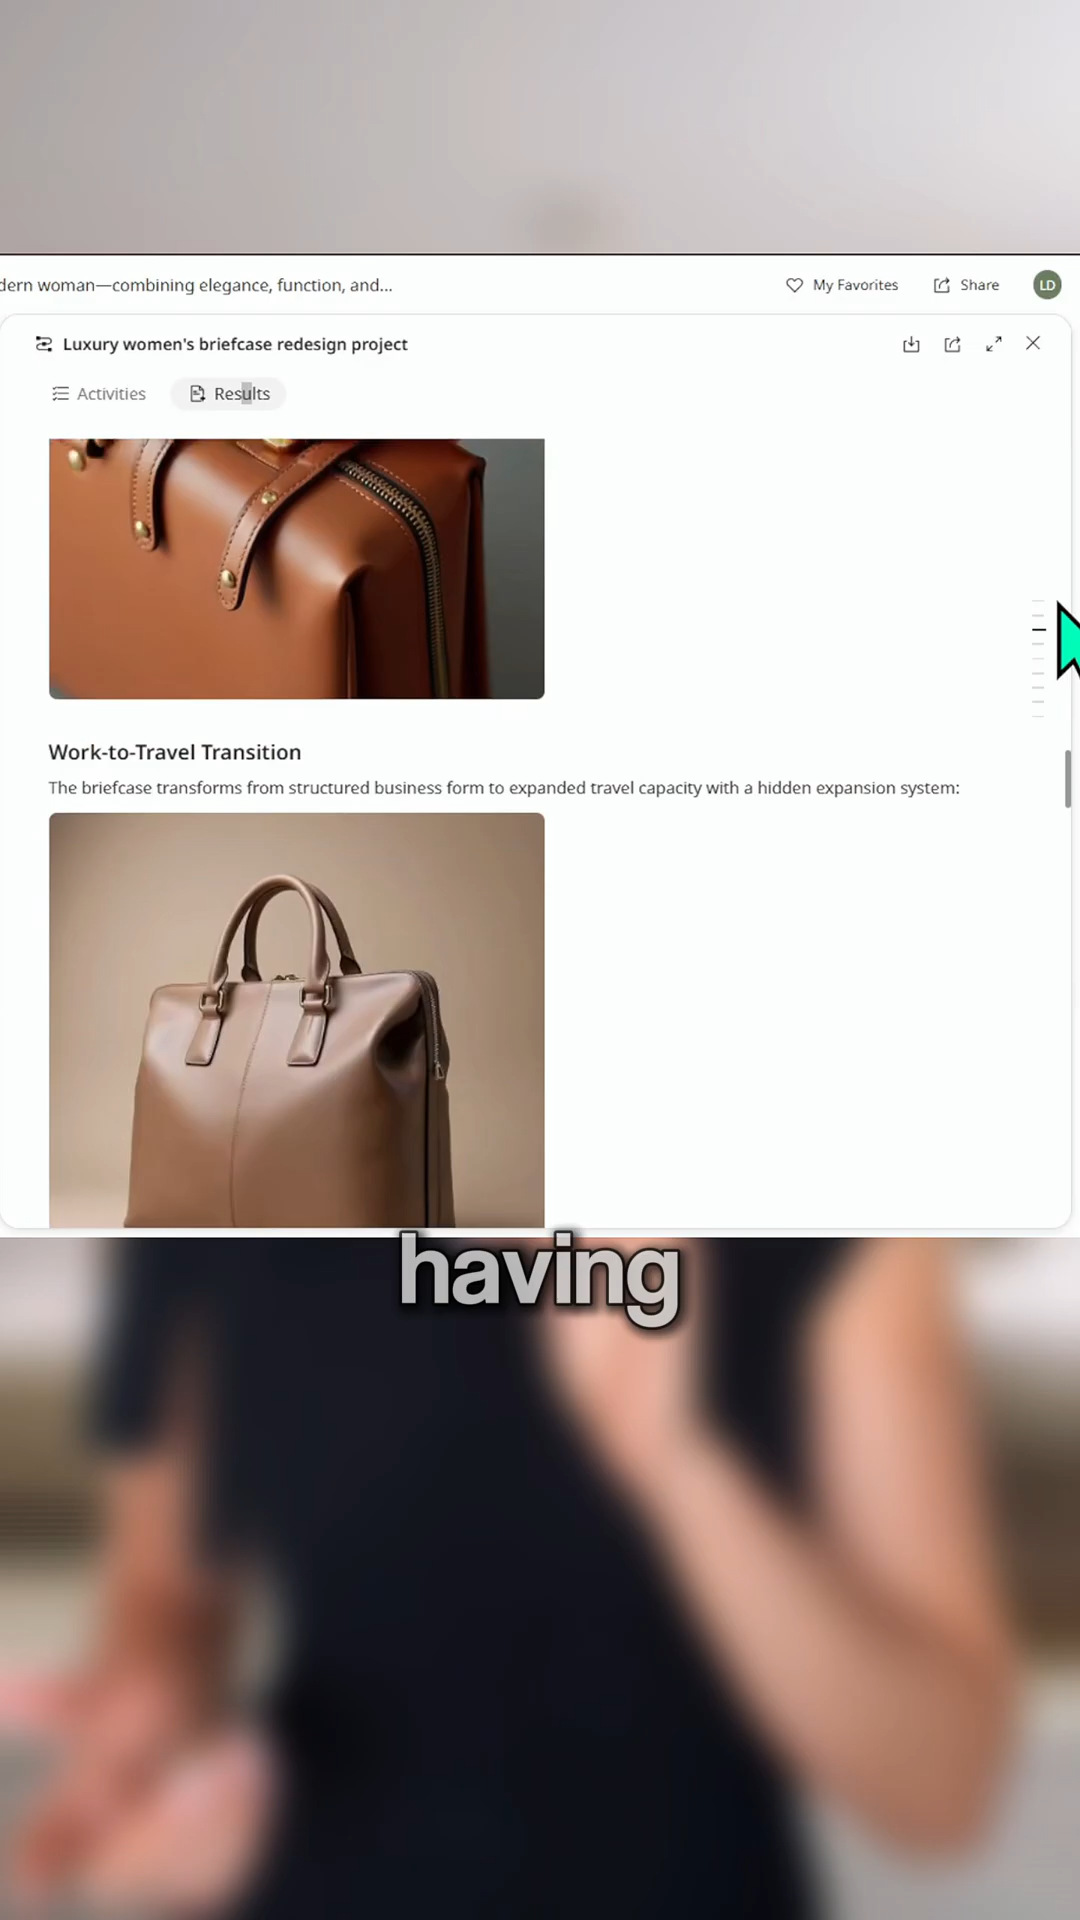 dern woman—combining elegance, function, and...
My Favorites
Share
LD
Luxury women's briefcase redesign project
Activities
Results
Work-to-Travel Transition
The briefcase transforms from structured business form to expanded travel capacity with a hidden expansion system:
having